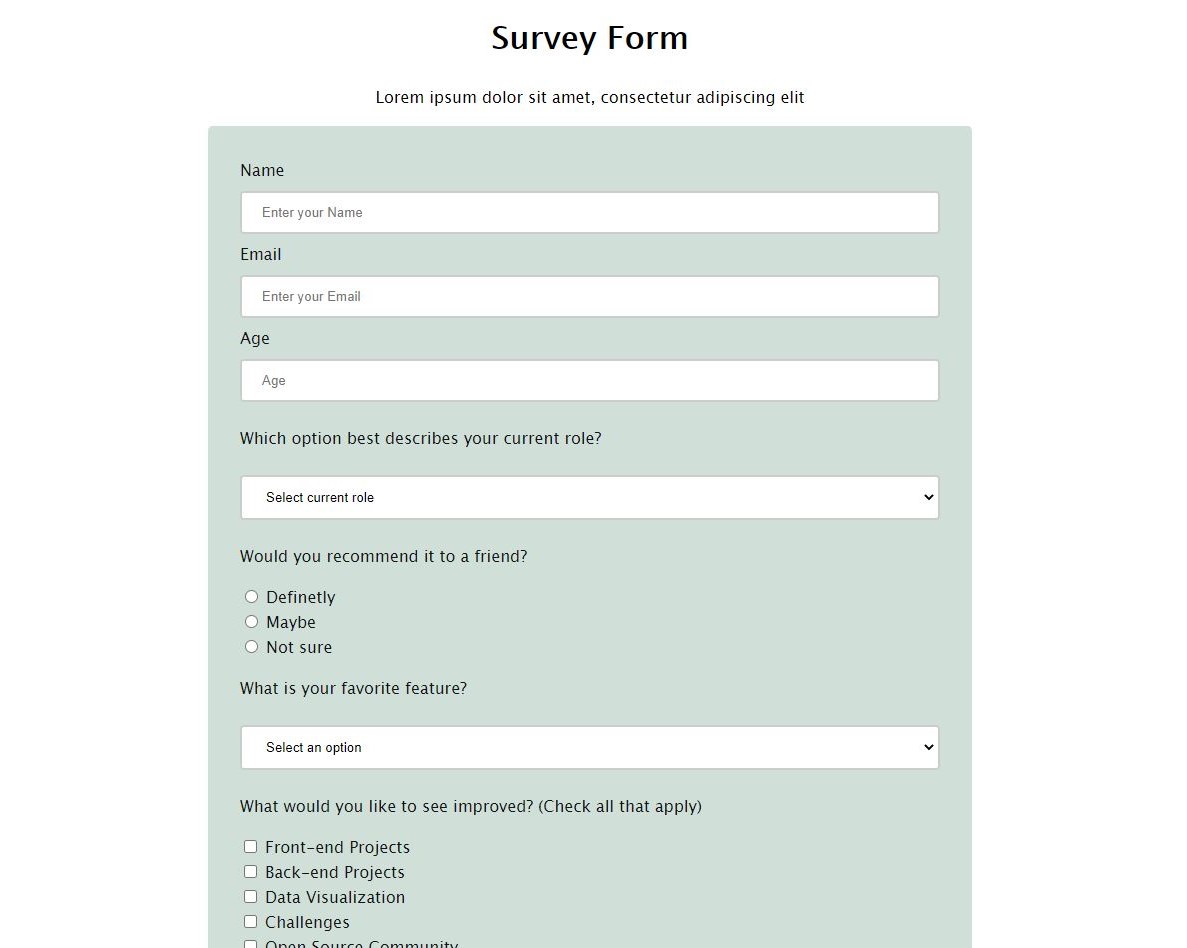 Survey Form
Lorem ipsum dolor sit amet, consectetur adipiscing elit
Name
Enter your Name
Email
Enter your Email
Age
Age
Which option best describes your current role?
Select current role
Would you recommend it to a friend?
Definetly
Maybe
Not sure
What is your favorite feature?
Select an option
What would you like to see improved? (Check all that apply)
Front-end Projects
Back-end Projects
Data Visualization
Challenges
Open Source Community